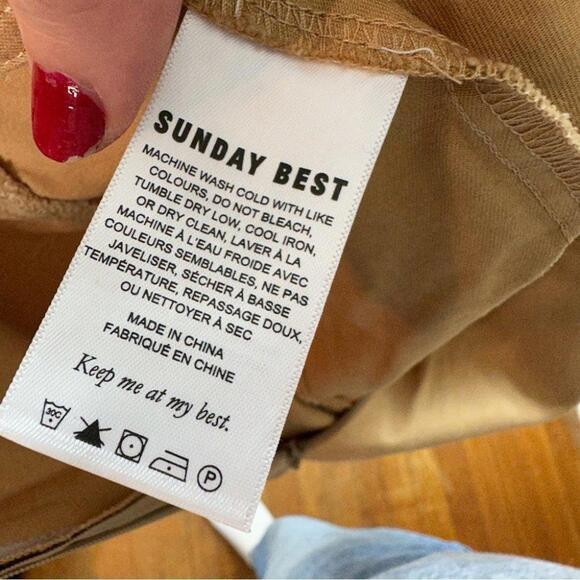 SUNDAY BEST
MACHINE WASH COLD WITH LIKE
COLOURS, DO NOT BLEACH,
TUMBLE DRY LOW, COOL IRON,
OR DRY CLEAN, LAVER À LA
MACHINE À L'EAU FROIDE AVEC
COULEURS SEMBLABLES, NE PAS
JAVELISER, SÉCHER À BASSE
TEMPÉRATURE, REPASSAGE DOUX,
OU NETTOYER À SEC
MADE IN CHINA
FABRIQUÉ EN CHINE
Keep me at my best.
30C P